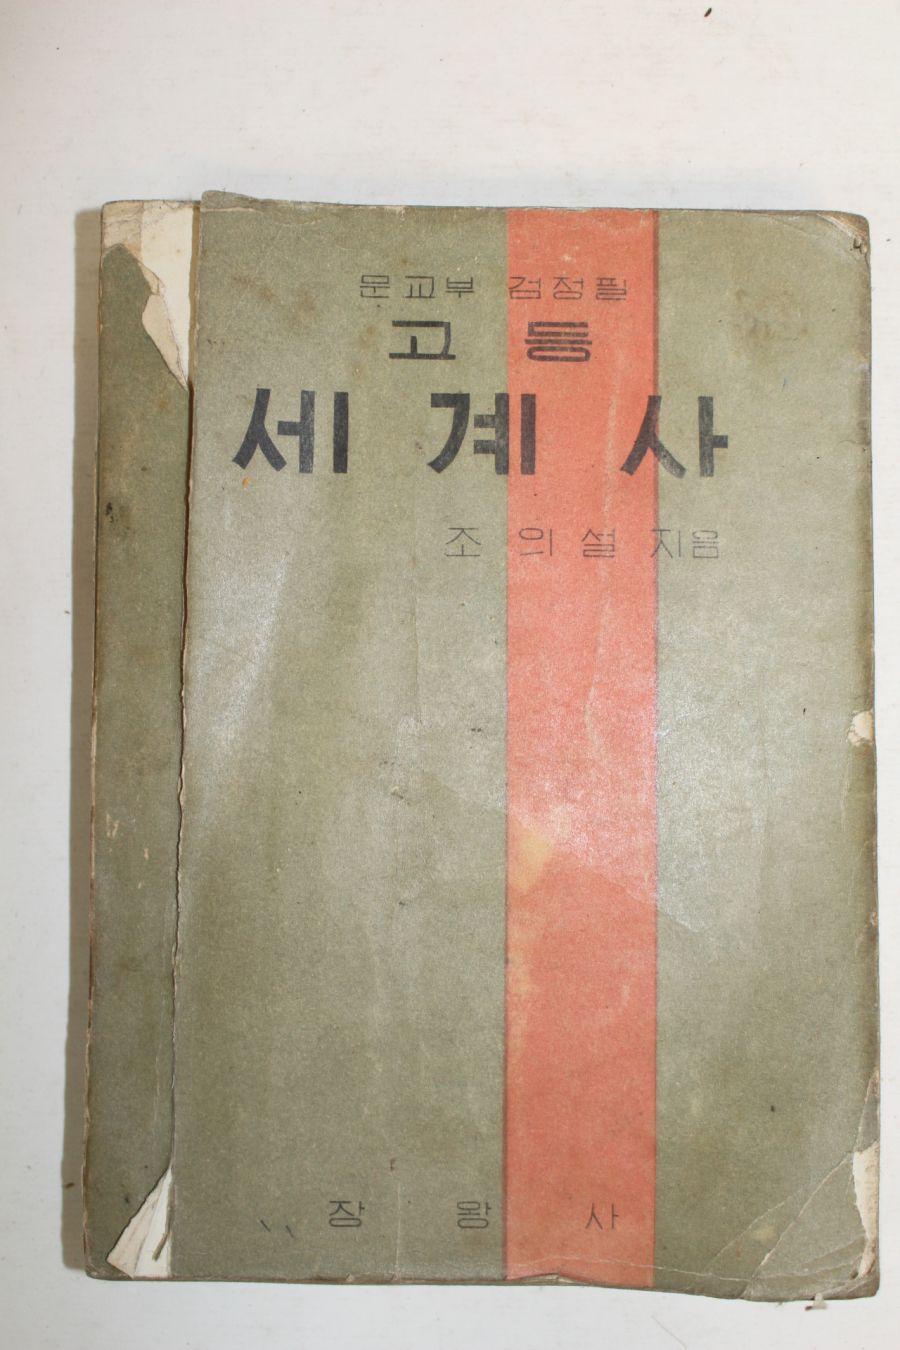 문교부 검정필
고등
세계사
조의설 지음
장왕사